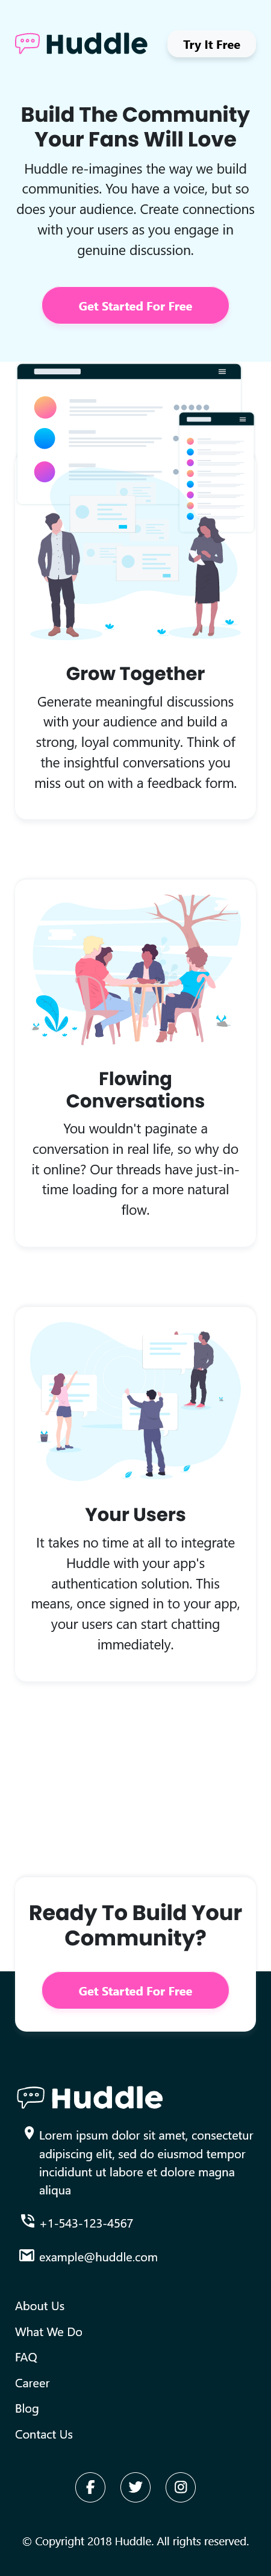 Huddle
Try It Free
Build The Community
Your Fans Will Love
Huddle re-imagines the way we build
communities. You have a voice, but so
does your audience. Create connections
with your users as you engage in
genuine discussion.
Get Started For Free
Grow Together
Generate meaningful discussions
with your audience and build a
strong, loyal community. Think of
the insightful conversations you
miss out on with a feedback form.
Flowing
Conversations
You wouldn't paginate a
conversation in real life, so why do
it online? Our threads have just-in-
time loading for a more natural
flow.
Your Users
It takes no time at all to integrate
Huddle with your app's
authentication solution. This
means, once signed in to your app,
your users can start chatting
immediately.
Ready To Build Your
Community?
Get Started For Free
Huddle
Lorem ipsum dolor sit amet, consectetur
adipiscing elit, sed do eiusmod tempor
incididunt ut labore et dolore magna
aliqua
+1-543-123-4567
example@huddle.com
About Us
What We Do
FAQ
Career
Blog
Contact Us
© Copyright 2018 Huddle. All rights reserved.